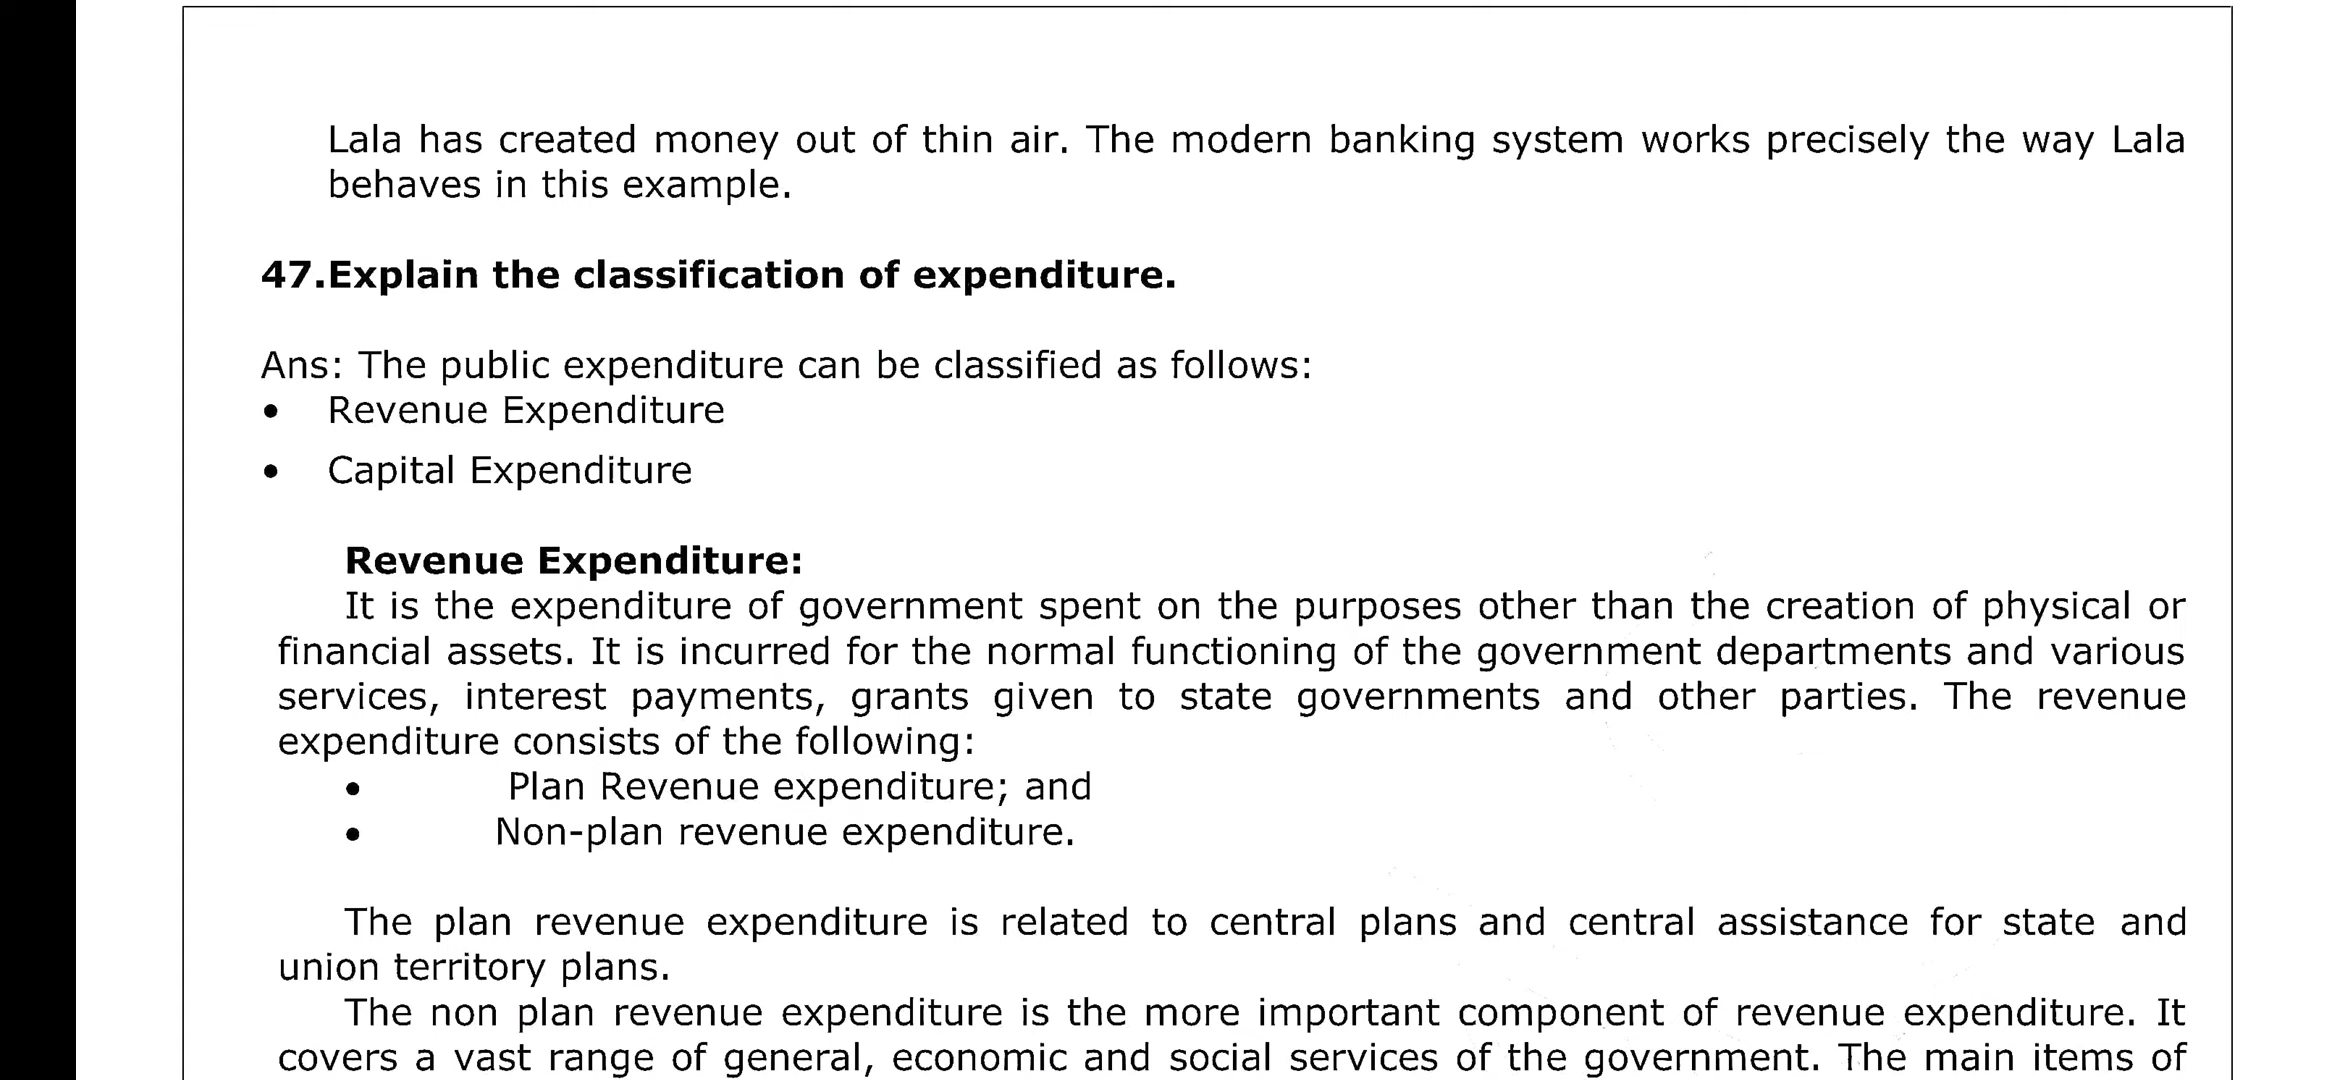 Lala has created money out of thin air. The modern banking system works precisely the way Lala
behaves in this example.
47.Explain the classification of expenditure.
Ans: The public expenditure can be classified as follows:
• Revenue Expenditure
• Capital Expenditure
Revenue Expenditure:
It is the expenditure of government spent on the purposes other than the creation of physical or
financial assets. It is incurred for the normal functioning of the government departments and various
services, interest payments, grants given to state governments and other parties. The revenue
expenditure consists of the following:
• Plan Revenue expenditure; and
• Non-plan revenue expenditure.
The plan revenue expenditure is related to central plans and central assistance for state and
union territory plans.
The non plan revenue expenditure is the more important component of revenue expenditure. It
covers a vast range of general, economic and social services of the government. The main items of